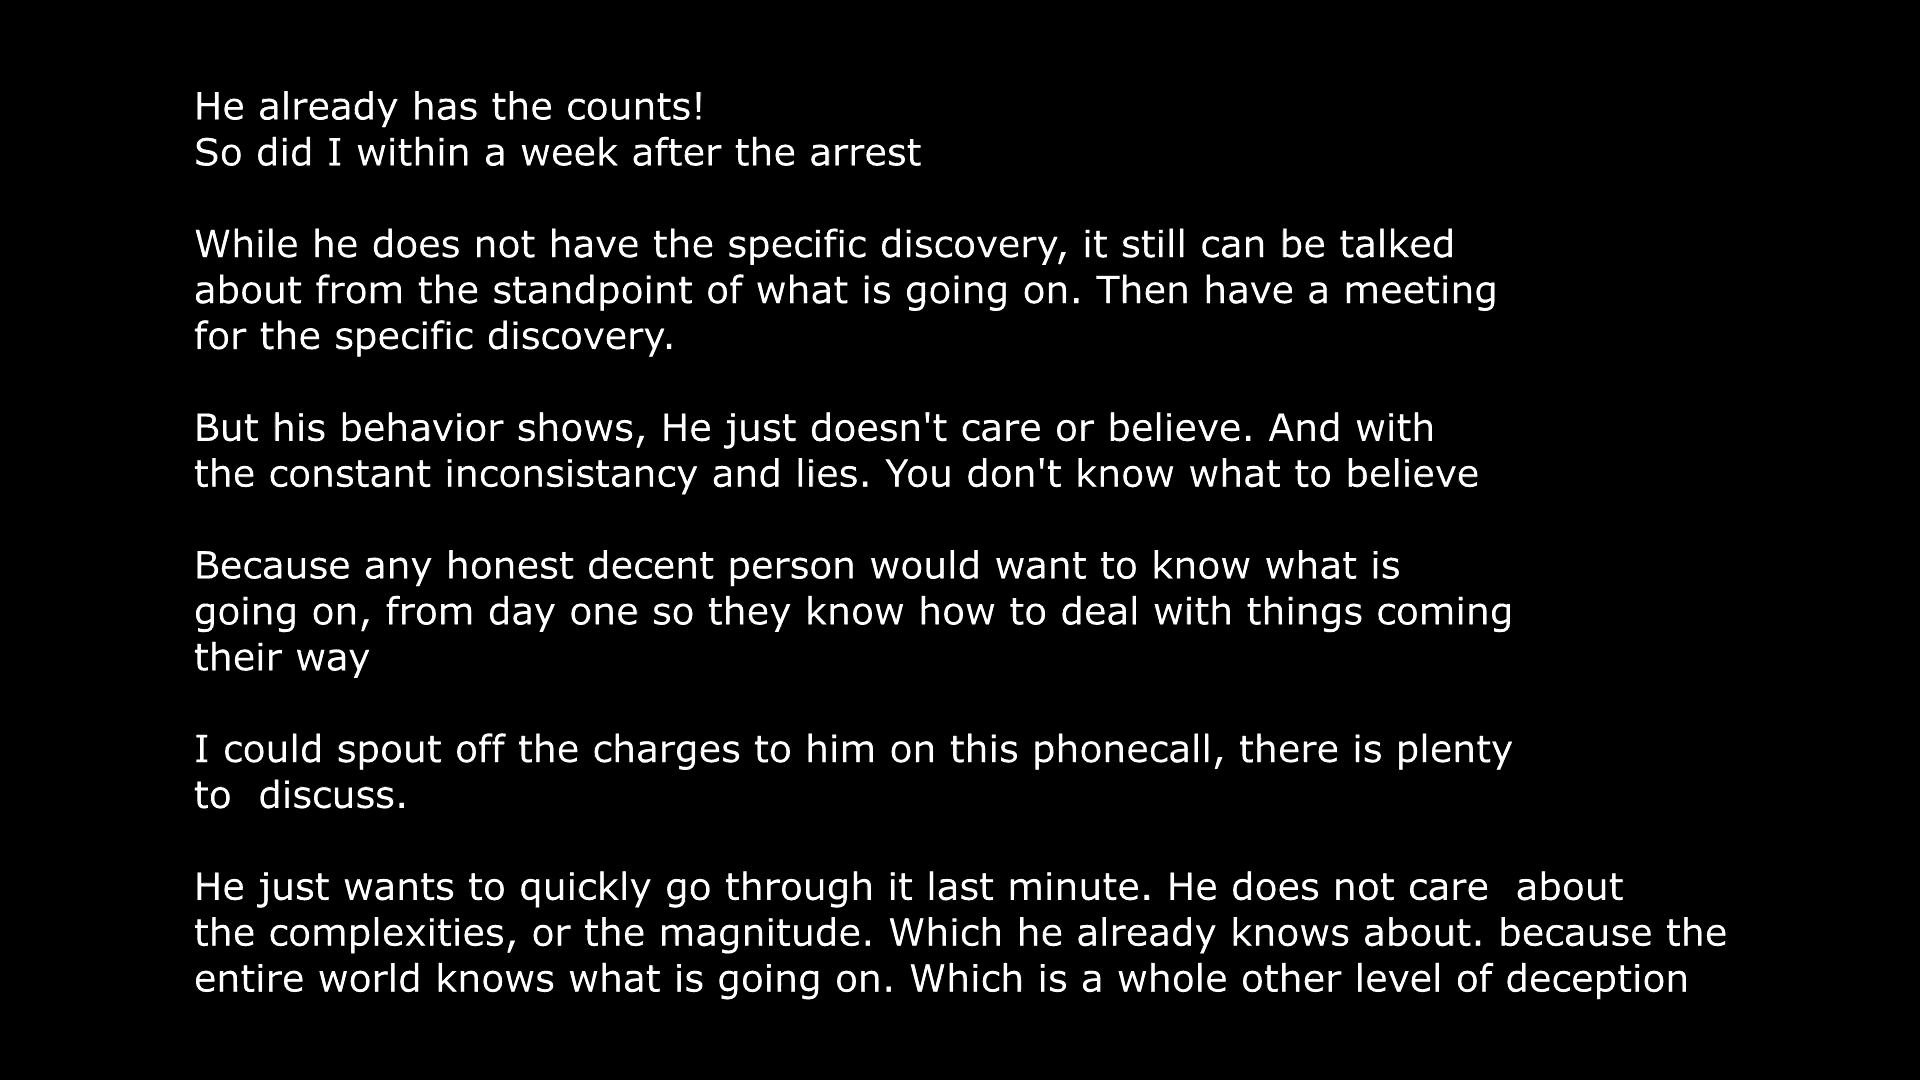 He already has the counts!
So did I within a week after the arrest
While he does not have the specific discovery, it still can be talked
about from the standpoint of what is going on. Then have a meeting
for the specific discovery.
But his behavior shows, He just doesn't care or believe. And with
the constant inconsistancy and lies. You don't know what to believe
Because any honest decent person would want to know what is
going on, from day one so they know how to deal with things coming
their way
I could spout off the charges to him on this phonecall, there is plenty
to  discuss.
He just wants to quickly go through it last minute. He does not care  about
the complexities, or the magnitude. Which he already knows about. because the
entire world knows what is going on. Which is a whole other level of deception